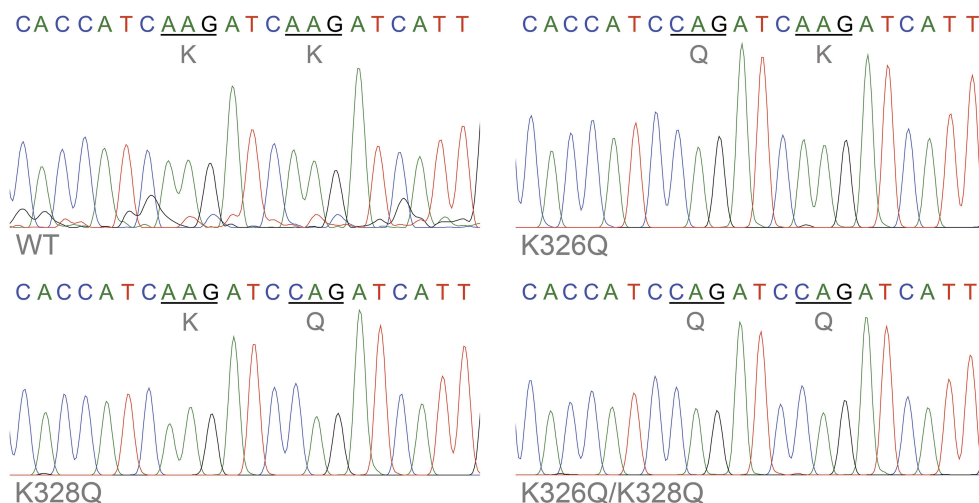 CACCATCAAGATCAAGATCATT
K K
WT
CACCATCCAGATCAAGATCATT
Q K
K326Q
CACCATCAAGATCCAGATCATT
K Q
K328Q
CACCATCCAGATCCAGATCATT
Q Q
K326Q/K328Q